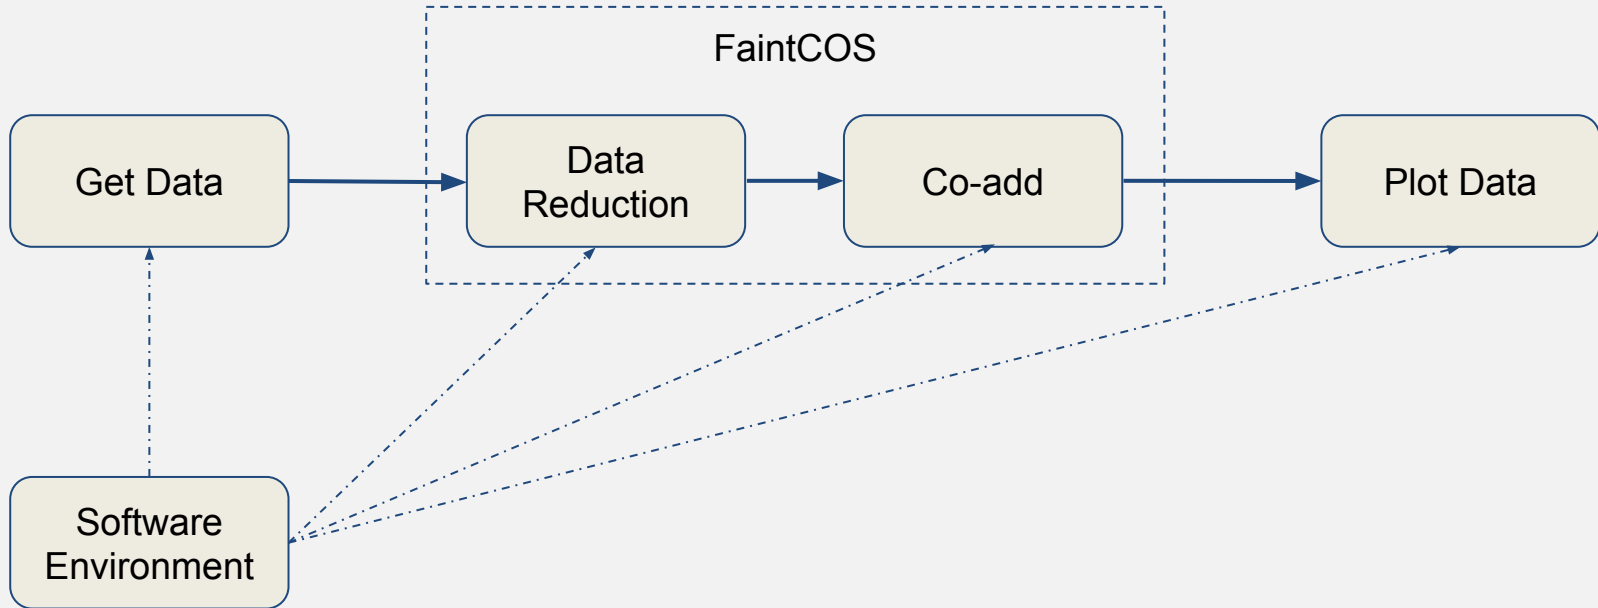 FaintCOS
Get Data
Data
Reduction
Co-add
Plot Data
Software
Environment